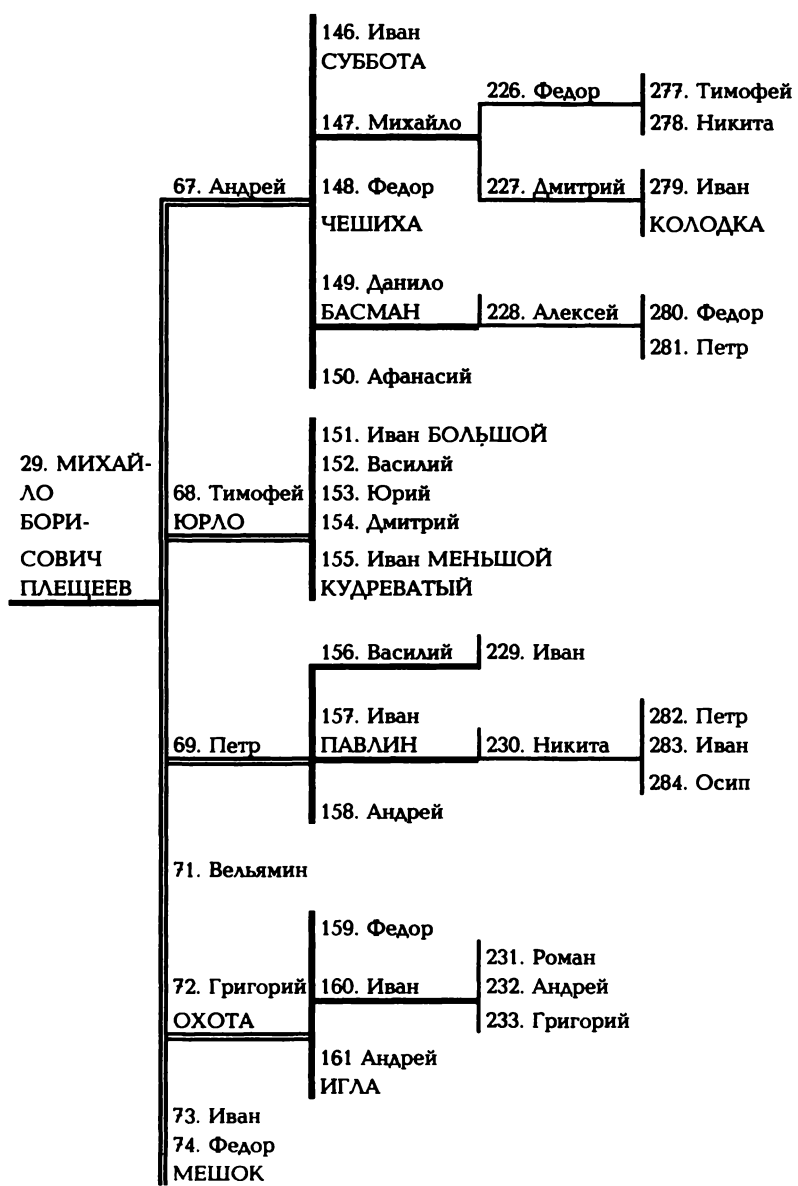 29. МИХАЙ-
ЛО
БОРИ-
СОВИЧ
ПЛЕЩЕЕВ
67. Андрей
146. Иван
СУББОТА
147. Михайло
226. Федор
277. Тимофей
278. Никита
227. Дмитрий
279. Иван
КОЛОДКА
148. Федор
ЧЕШИХА
149. Данило
БАСМАН
228. Алексей
280. Федор
281. Петр
150. Афанасий
68. Тимофей
ЮРЛО
151. Иван БОЛЬШОЙ
152. Василий
153. Юрий
154. Дмитрий
155. Иван МЕНЬШОЙ
КУДРЕВАТЫЙ
69. Петр
156. Василий
229. Иван
157. Иван
ПАВЛИН
230. Никита
282. Петр
283. Иван
284. Осип
158. Андрей
71. Вельямин
72. Григорий
ОХОТА
159. Федор
160. Иван
231. Роман
232. Андрей
233. Григорий
161 Андрей
ИГЛА
73. Иван
74. Федор
МЕШОК